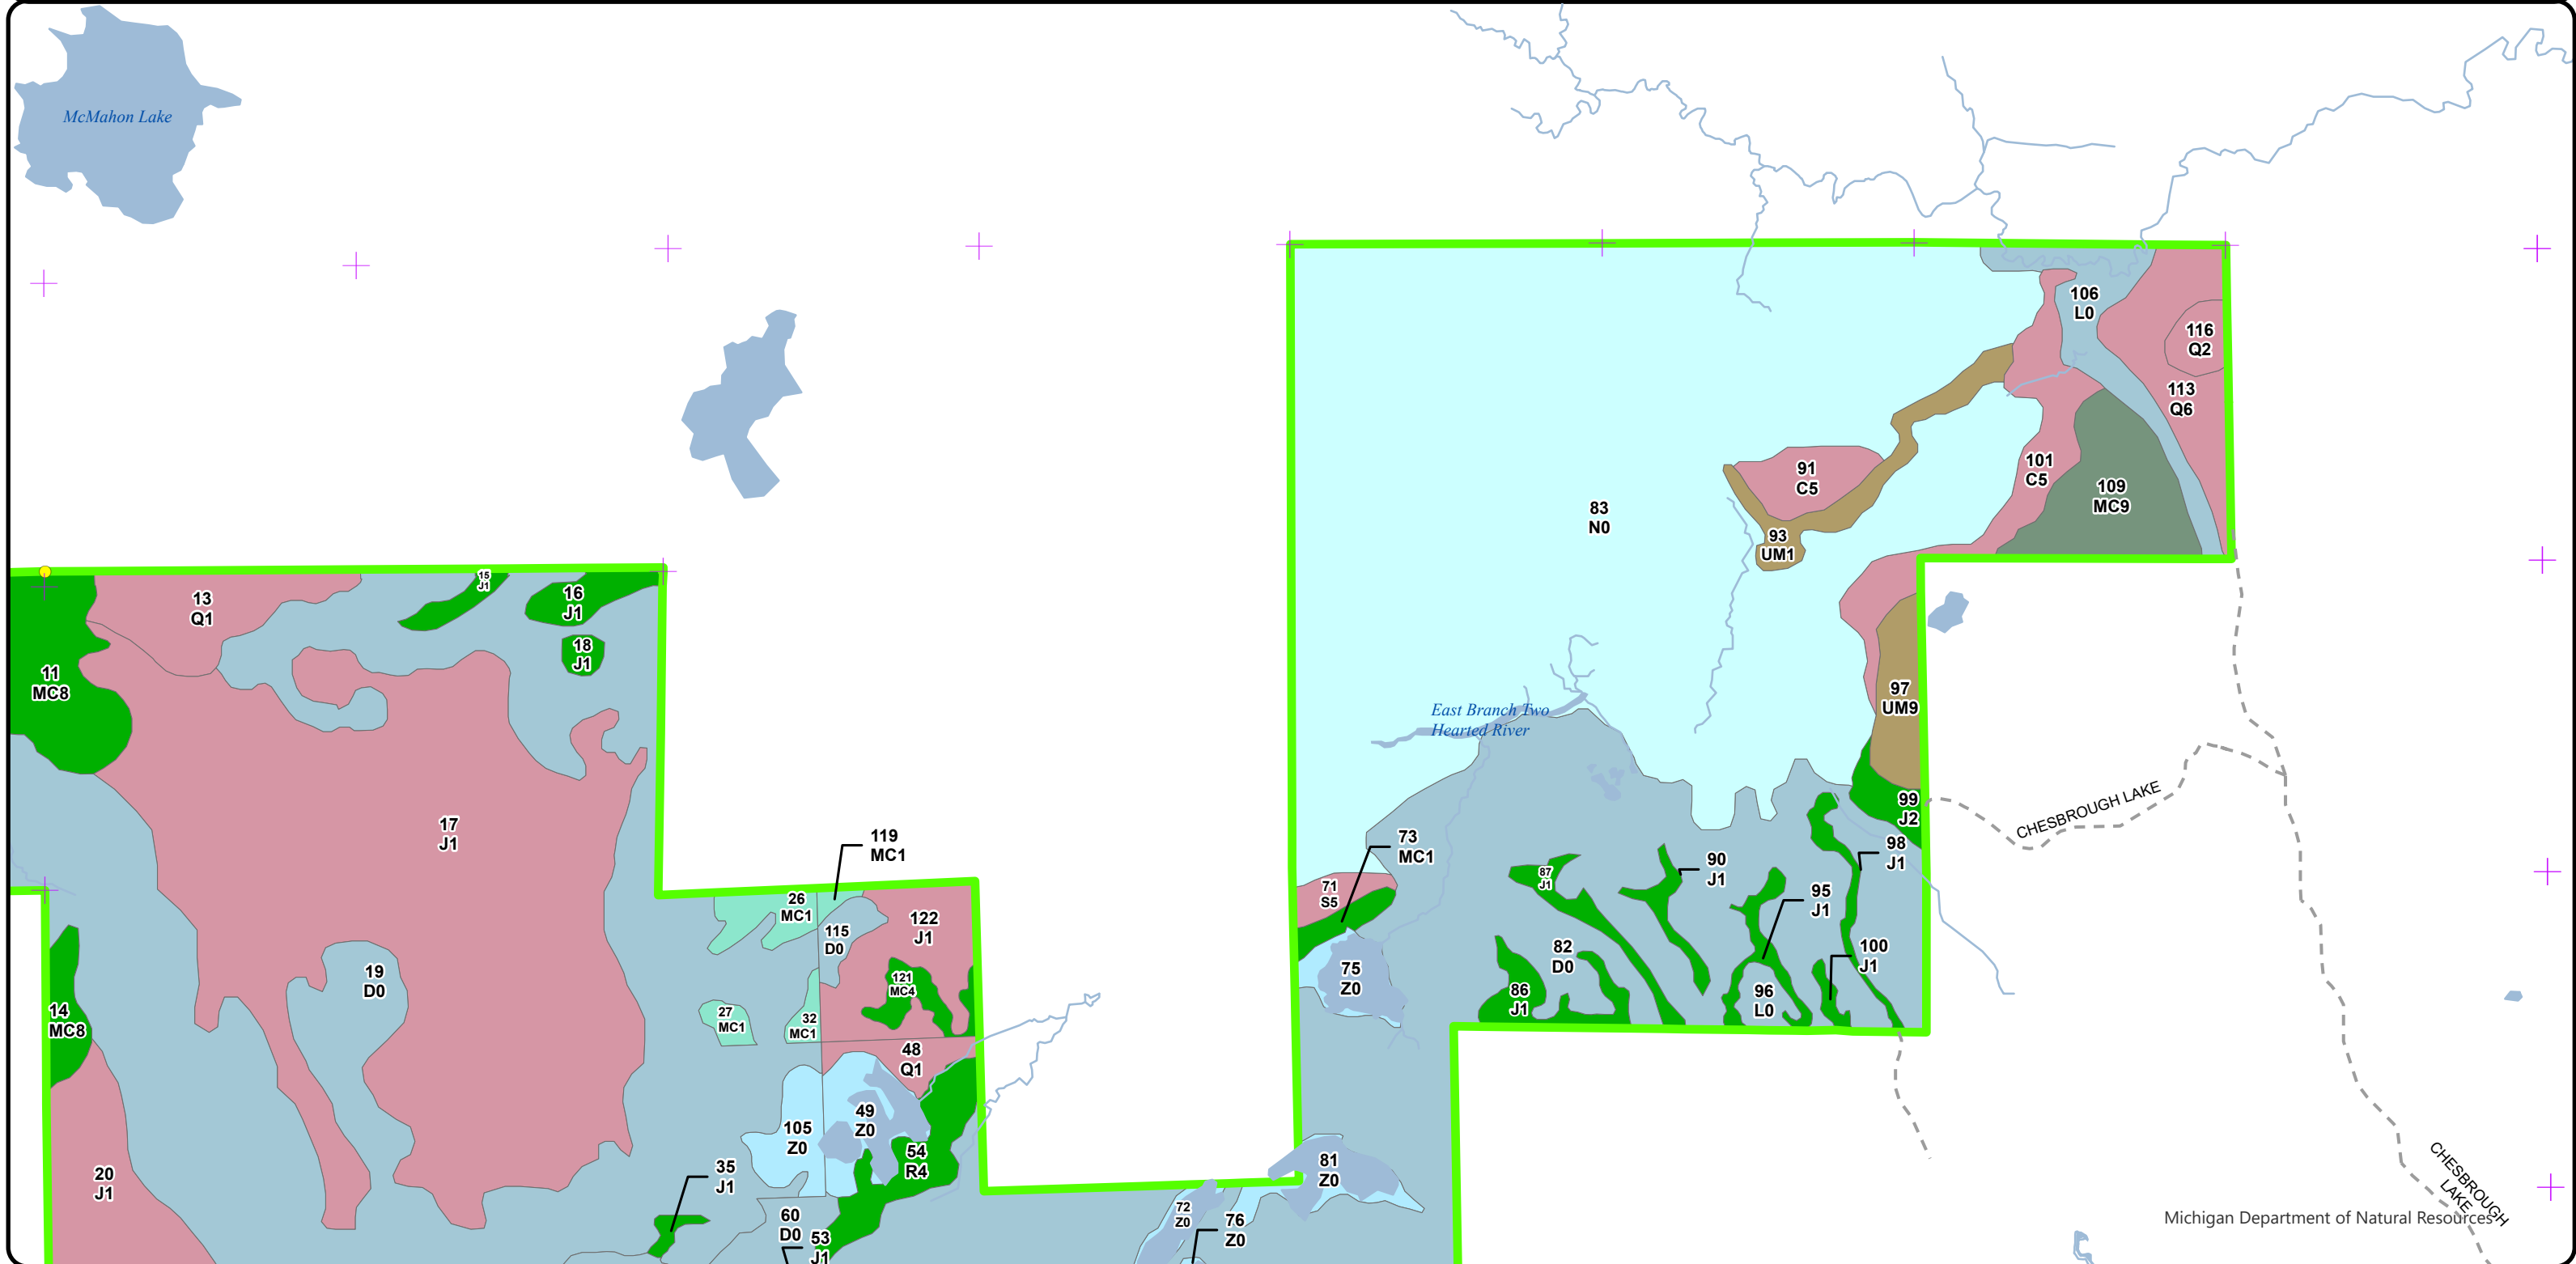 McMahon Lake
106
L0
116
Q2
113
Q6
101
C5
91
C5
109
MC9
83
N0
93
UM1
15
J1
16
J1
13
Q1
18
J1
11
MC8
97
UM9
East Branch Two
Hearted River
17
J1
99
J2
CHESBROUGH LAKE
119
MC1
73
MC1
98
J1
90
J1
87
J1
71
S5
95
J1
26
MC1
122
J1
115
D0
100
J1
82
D0
19
D0
75
Z0
121
MC4
86
J1
96
L0
14
MC8
27
MC1
32
MC1
48
Q1
49
Z0
105
Z0
54
R4
35
J1
20
J1
81
Z0
72
Z0
76
Z0
60
D0
53
J1
CHESBROUGH
LAKE
Michigan Department of Natural Resources